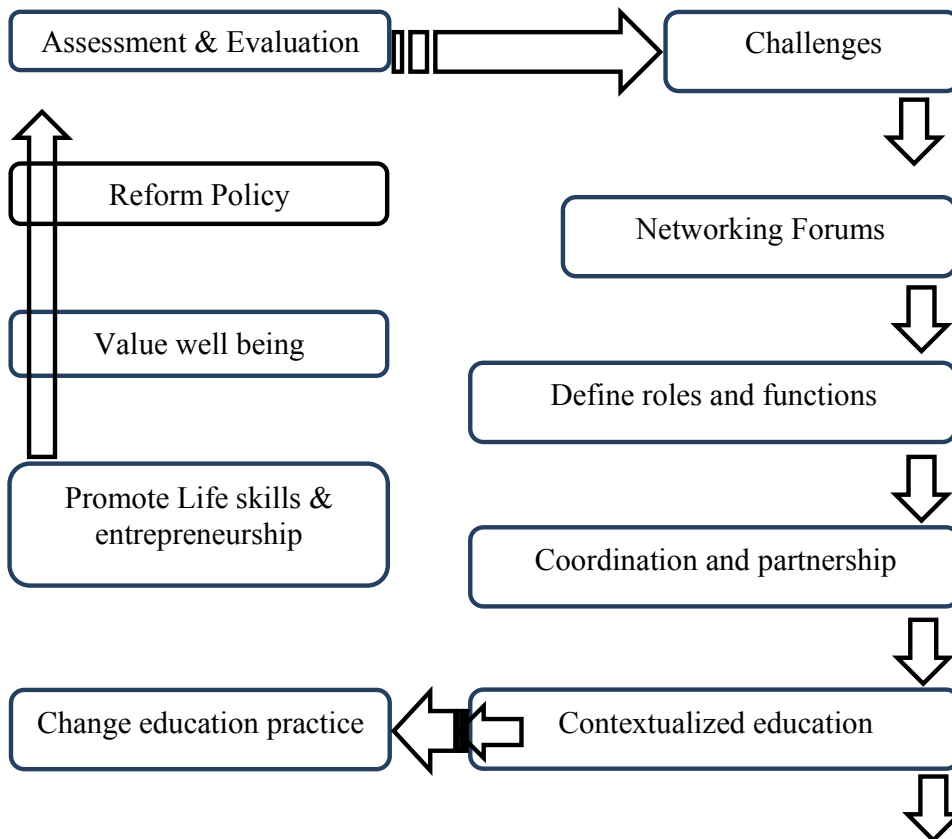 Assessment & Evaluation
Challenges
Reform Policy
Networking Forums
Value well being
Define roles and functions
Promote Life skills &
entrepreneurship
Coordination and partnership
Change education practice
Contextualized education